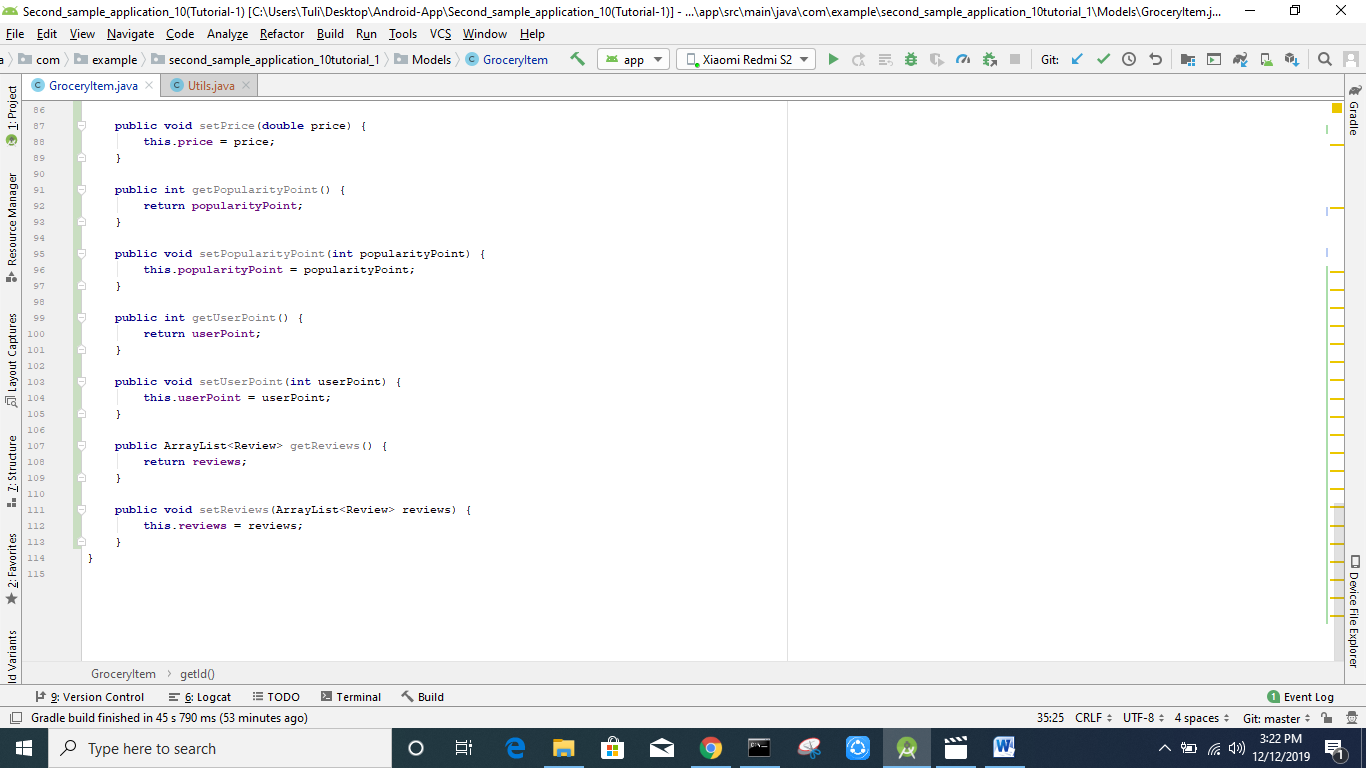 Second_sample_application_10(Tutorial-1) [C:\Users\Tuli\Desktop\Android-App\Second_sample_application_10(Tutorial-1)] - ...\app\src\main\java\com\example\second_sample_application_10tutorial_1\Models\GroceryItem.j...
File Edit View Navigate Code Analyze Refactor Build Run Tools VCS Window Help
a com example second_sample_application_10tutorial_1 Models GroceryItem app Xiaomi Redmi S2 Git:
GroceryItem.java Utils.java
1: Project
Resource Manager
Layout Captures
7: Structure
2: Favorites
ld Variants
86
87 public void setPrice(double price) {
88 this.price = price;
89 }
90
91 public int getPopularityPoint() {
92 return popularityPoint;
93 }
94
95 public void setPopularityPoint(int popularityPoint) {
96 this.popularityPoint = popularityPoint;
97 }
98
99 public int getUserPoint() {
100 return userPoint;
101 }
102
103 public void setUserPoint(int userPoint) {
104 this.userPoint = userPoint;
105 }
106
107 public ArrayList<Review> getReviews() {
108 return reviews;
109 }
110
111 public void setReviews(ArrayList<Review> reviews) {
112 this.reviews = reviews;
113 }
114 }
115
Gradle
Device File Explorer
GroceryItem getId()
9: Version Control 6: Logcat TODO Terminal Build 1 Event Log
Gradle build finished in 45 s 790 ms (53 minutes ago) 35:25 CRLF UTF-8 4 spaces Git: master
Type here to search
3:22 PM
12/12/2019
1